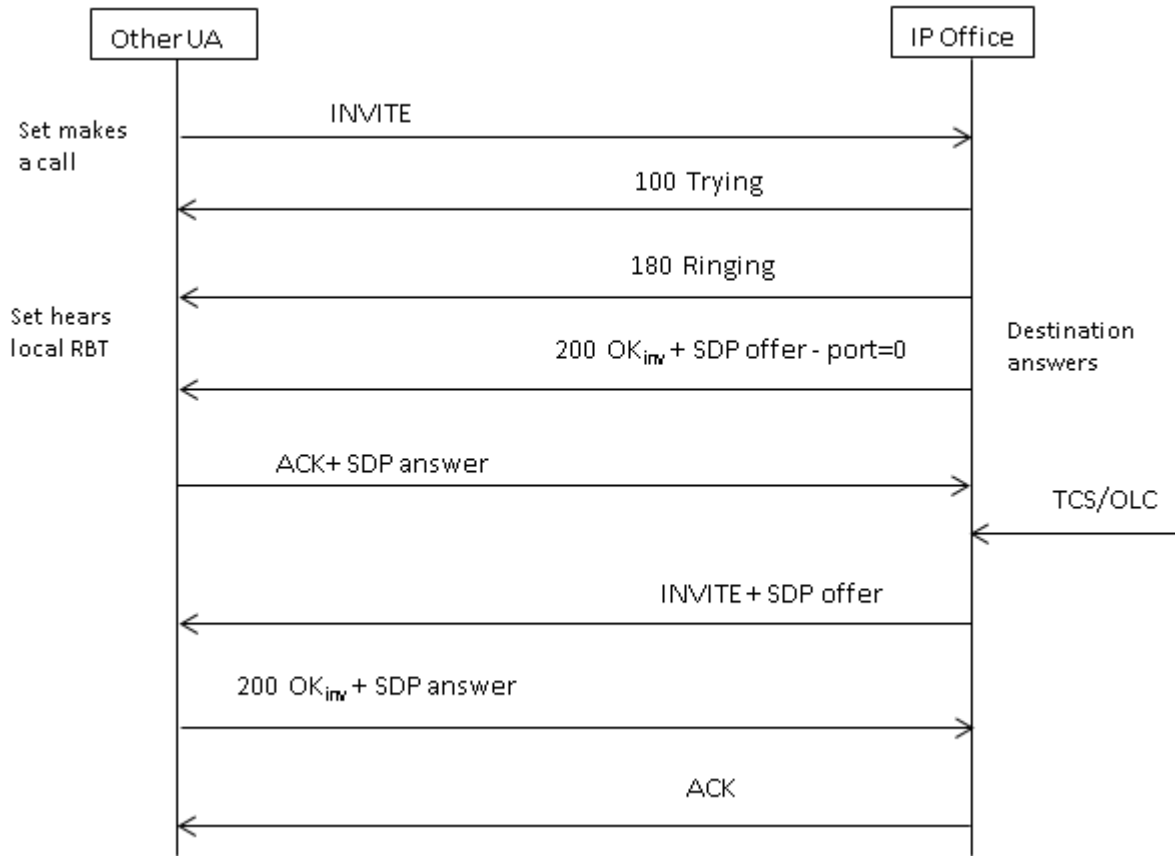 Other UA
IP Office
INVITE
Set makes
a call
100 Trying
180 Ringing
Set hears
local RBT
200 OKinv + SDP offer - port=0
Destination
answers
ACK+ SDP answer
TCS/OLC
INVITE + SDP offer
200 OKinv + SDP answer
ACK